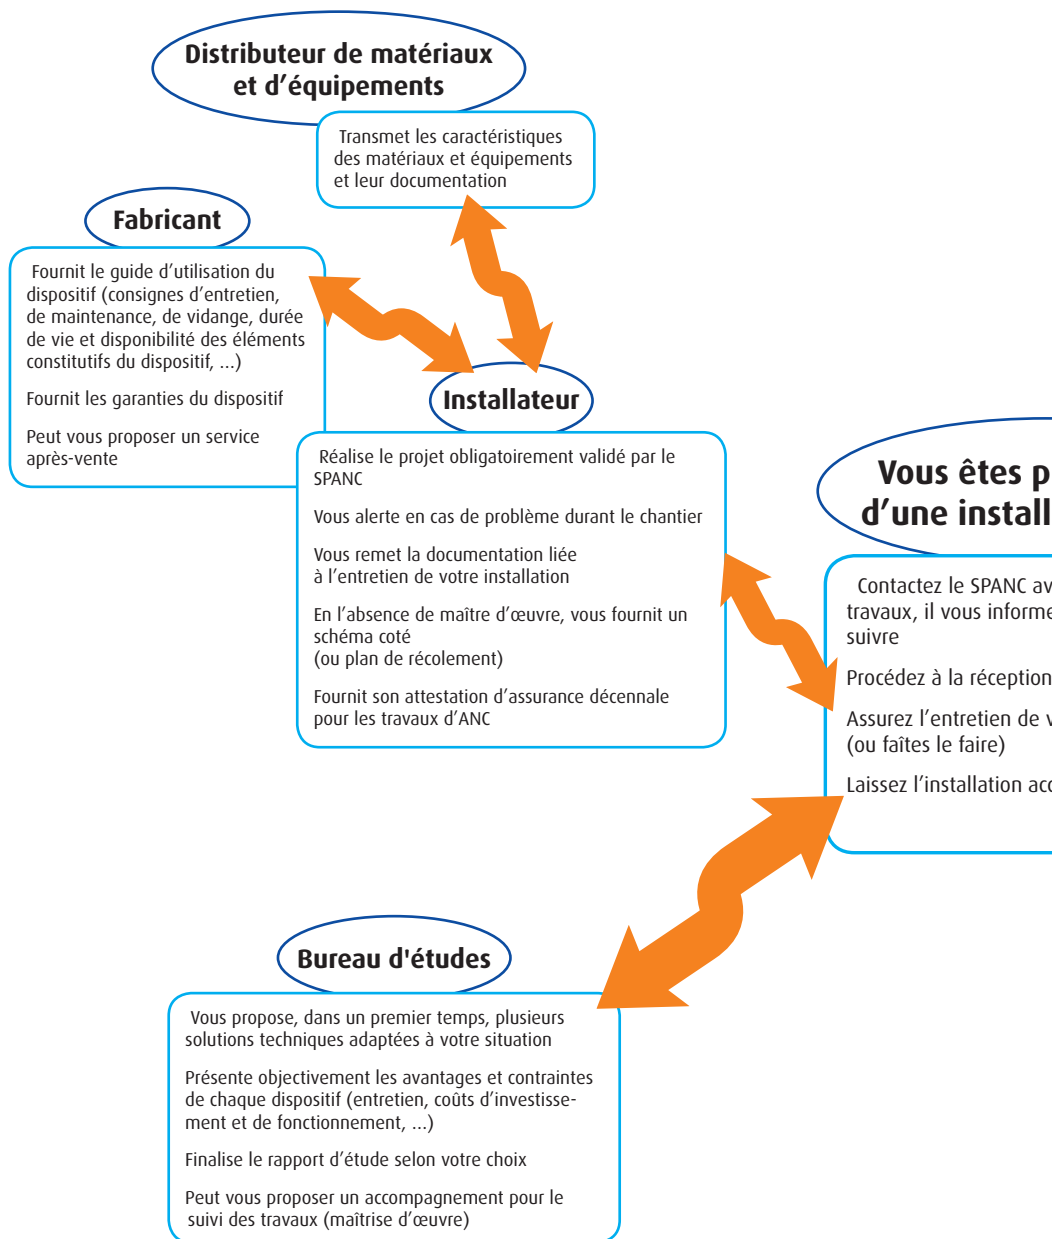 Distributeur de matériaux
et d'équipements
Transmet les caractéristiques
des matériaux et équipements
et leur documentation
Fabricant
Fournit le guide d'utilisation du
dispositif (consignes d'entretien,
de maintenance, de vidange, durée
de vie et disponibilité des éléments
constitutifs du dispositif, ...)
Fournit les garanties du dispositif
Peut vous proposer un service
après-vente
Installateur
Réalise le projet obligatoirement validé par le
SPANC
Vous alerte en cas de problème durant le chantier
Vous remet la documentation liée
à l'entretien de votre installation
En l'absence de maître d'œuvre, vous fournit un
schéma coté
(ou plan de récolement)
Fournit son attestation d'assurance décennale
pour les travaux d'ANC
Vous êtes p
d'une install
Contactez le SPANC av
travaux, il vous informe
suivre
Procédez à la réception
Assurez l'entretien de v
(ou faîtes le faire)
Laissez l'installation acc
Bureau d'études
Vous propose, dans un premier temps, plusieurs
solutions techniques adaptées à votre situation
Présente objectivement les avantages et contraintes
de chaque dispositif (entretien, coûts d'investisse-
ment et de fonctionnement, ...)
Finalise le rapport d'étude selon votre choix
Peut vous proposer un accompagnement pour le
suivi des travaux (maîtrise d'œuvre)